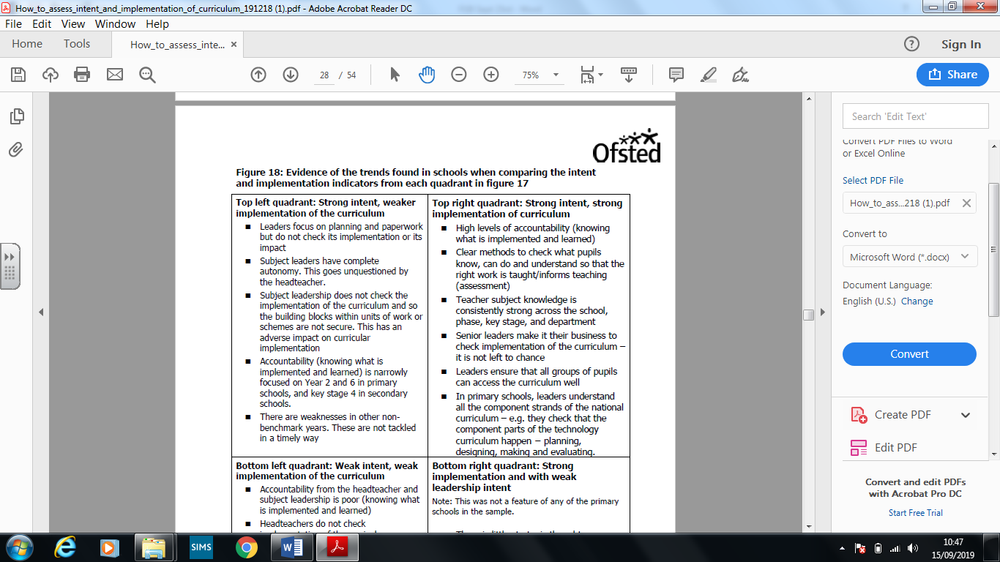 How_to_assess_intent_and_implementation_of_curriculum_191218 (1).pdf - Adobe Acrobat Reader DC
File Edit View Window Help
Home Tools How_to_assess_inte... × ? Sign In
28 / 54 75% Share
Ofsted
Figure 18: Evidence of the trends found in schools when comparing the intent
and implementation indicators from each quadrant in figure 17
Top left quadrant: Strong intent, weaker
implementation of the curriculum
■ Leaders focus on planning and paperwork
but do not check its implementation or its
impact
■ Subject leaders have complete
autonomy. This goes unquestioned by
the headteacher.
■ Subject leadership does not check the
implementation of the curriculum and so
the building blocks within units of work or
schemes are not secure. This has an
adverse impact on curricular
implementation
■ Accountability (knowing what is
implemented and learned) is narrowly
focused on Year 2 and 6 in primary
schools, and key stage 4 in secondary
schools.
■ There are weaknesses in other non-
benchmark years. These are not tackled
in a timely way
Top right quadrant: Strong intent, strong
implementation of curriculum
■ High levels of accountability (knowing
what is implemented and learned)
■ Clear methods to check what pupils
know, can do and understand so that the
right work is taught/informs teaching
(assessment)
■ Teacher subject knowledge is
consistently strong across the school,
phase, key stage, and department
■ Senior leaders make it their business to
check implementation of the curriculum –
it is not left to chance
■ Leaders ensure that all groups of pupils
can access the curriculum well
■ In primary schools, leaders understand
all the component strands of the national
curriculum – e.g. they check that the
component parts of the technology
curriculum happen – planning,
designing, making and evaluating.
Bottom left quadrant: Weak intent, weak
implementation of the curriculum
■ Accountability from the headteacher and
subject leadership is poor (knowing what
is implemented and learned)
■ Headteachers do not check
Bottom right quadrant: Strong
implementation and with weak
leadership intent
Note: This was not a feature of any of the primary
schools in the sample.
Search 'Edit Text'
Convert PDF Files to Word
or Excel Online
Select PDF File
How_to_ass...218 (1).pdf
Convert to
Microsoft Word (*.docx)
Document Language:
English (U.S.) Change
Convert
Create PDF
Edit PDF
Convert and edit PDFs
with Acrobat Pro DC
Start Free Trial
SIMS
10:47
15/09/2019